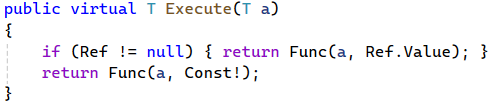 public virtual T Execute(T a)
{
    if (Ref != null) { return Func(a, Ref.Value); }
    return Func(a, Const!);
}